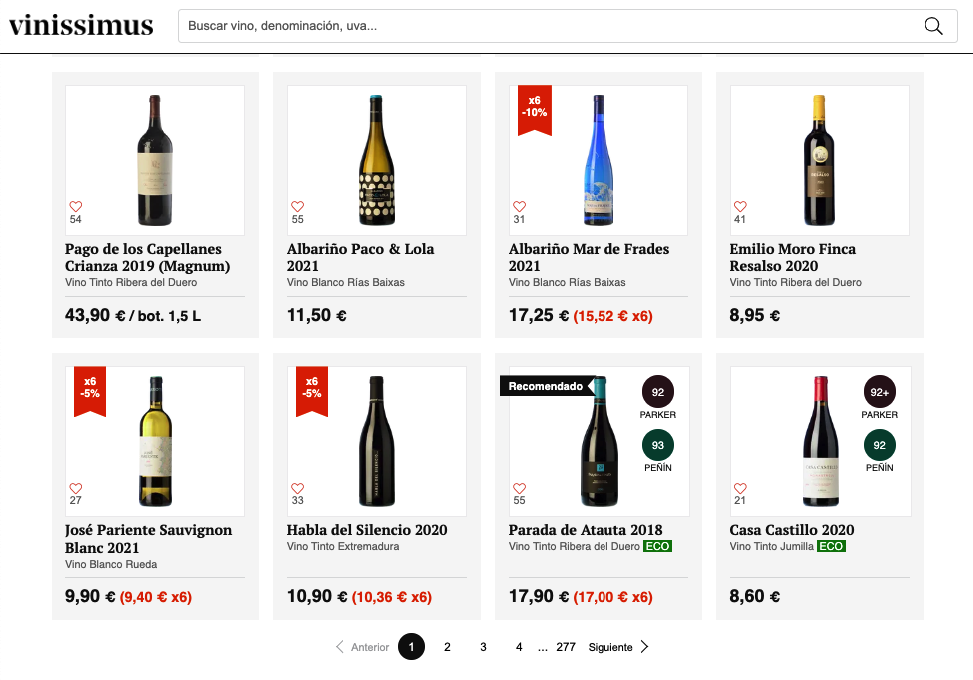 vinissimus
Buscar vino, denominación, uva...
54
Pago de los Capellanes
Crianza 2019 (Magnum)
Vino Tinto Ribera del Duero
43,90 € / bot. 1,5 L
55
Albariño Paco & Lola
2021
Vino Blanco Rías Baixas
11,50 €
x6
-10%
31
Albariño Mar de Frades
2021
Vino Blanco Rías Baixas
17,25 € (15,52 € x6)
RESALSO
41
Emilio Moro Finca
Resalso 2020
Vino Tinto Ribera del Duero
8,95 €
x6
-5%
27
José Pariente Sauvignon
Blanc 2021
Vino Blanco Rueda
9,90 € (9,40 € x6)
x6
-5%
HABLA DEL SILENCIO
33
Habla del Silencio 2020
Vino Tinto Extremadura
10,90 € (10,36 € x6)
Recomendado
92
PARKER
93
PEÑÍN
55
Parada de Atauta 2018
Vino Tinto Ribera del Duero ECO
17,90 € (17,00 € x6)
92+
PARKER
92
PEÑÍN
CASA CASTILLO
21
Casa Castillo 2020
Vino Tinto Jumilla ECO
8,60 €
Anterior 1 2 3 4 ... 277 Siguiente